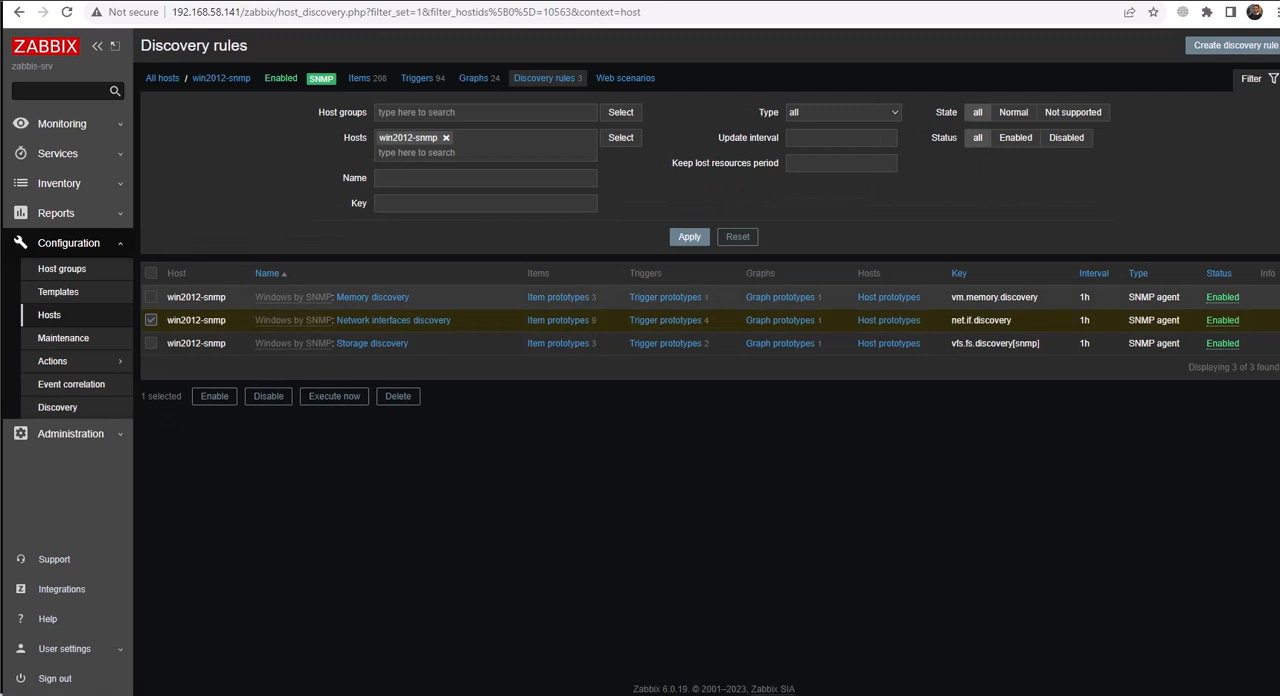 Not secure 192.168.58.141/zabbix/host_discovery.php?filter_set=1&filter_hostids%5B0%5D=10563&context=host
ZABBIX
zabbis-srv
Monitoring
Services
Inventory
Reports
Configuration
Host groups
Templates
Hosts
Maintenance
Actions
Event correlation
Discovery
Administration
Support
Integrations
Help
User settings
Sign out
Discovery rules
Create discovery rule
All hosts / win2012-snmp Enabled SNMP Items 208 Triggers 94 Graphs 24 Discovery rules 3 Web scenarios
Filter
Host groups type here to search Select Type all State all Normal Not supported
Hosts win2012-snmp Select Update interval Status all Enabled Disabled
type here to search
Keep lost resources period
Name
Key
Apply Reset
Host Name Items Triggers Graphs Hosts Key Interval Type Status Info
win2012-snmp Windows by SNMP: Memory discovery Item prototypes 3 Trigger prototypes 1 Graph prototypes 1 Host prototypes vm.memory.discovery 1h SNMP agent Enabled
win2012-snmp Windows by SNMP: Network interfaces discovery Item prototypes 9 Trigger prototypes 4 Graph prototypes 1 Host prototypes net.if.discovery 1h SNMP agent Enabled
win2012-snmp Windows by SNMP: Storage discovery Item prototypes 3 Trigger prototypes 2 Graph prototypes 1 Host prototypes vfs.fs.discovery[snmp] 1h SNMP agent Enabled
Displaying 3 of 3 found
1 selected Enable Disable Execute now Delete
Zabbix 6.0.19. © 2001–2023, Zabbix SIA